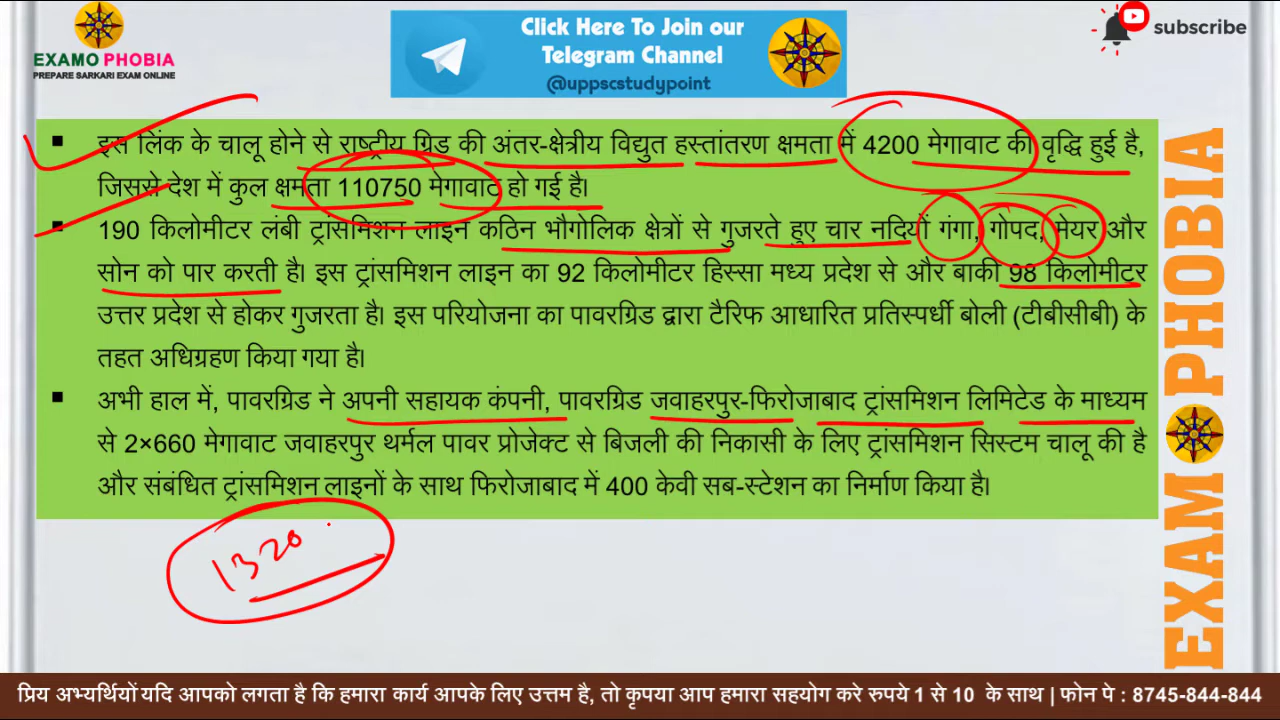 EXAMO PHOBIA
PREPARE SARKARI EXAM ONLINE
Click Here To Join our
Telegram Channel
@uppscstudypoint
subscribe
▪ इस लिंक के चालू होने से राष्ट्रीय ग्रिड की अंतर-क्षेत्रीय विद्युत हस्तांतरण क्षमता में 4200 मेगावाट की वृद्धि हुई है,
जिससे देश में कुल क्षमता 110750 मेगावाट हो गई है।
▪ 190 किलोमीटर लंबी ट्रांसमिशन लाइन कठिन भौगोलिक क्षेत्रों से गुजरते हुए चार नदियों गंगा, गोपद, मेयर और
सोन को पार करती है। इस ट्रांसमिशन लाइन का 92 किलोमीटर हिस्सा मध्य प्रदेश से और बाकी 98 किलोमीटर
उत्तर प्रदेश से होकर गुजरता है। इस परियोजना का पावरग्रिड द्वारा टैरिफ आधारित प्रतिस्पर्धी बोली (टीबीसीबी) के
तहत अधिग्रहण किया गया है।
▪ अभी हाल में, पावरग्रिड ने अपनी सहायक कंपनी, पावरग्रिड जवाहरपुर-फिरोजाबाद ट्रांसमिशन लिमिटेड के माध्यम
से 2×660 मेगावाट जवाहरपुर थर्मल पावर प्रोजेक्ट से बिजली की निकासी के लिए ट्रांसमिशन सिस्टम चालू की है
और संबंधित ट्रांसमिशन लाइनों के साथ फिरोजाबाद में 400 केवी सब-स्टेशन का निर्माण किया है।
1320
EXAM PHOBIA
प्रिय अभ्यर्थियों यदि आपको लगता है कि हमारा कार्य आपके लिए उत्तम है, तो कृपया आप हमारा सहयोग करे रुपये 1 से 10 के साथ | फोन पे : 8745-844-844